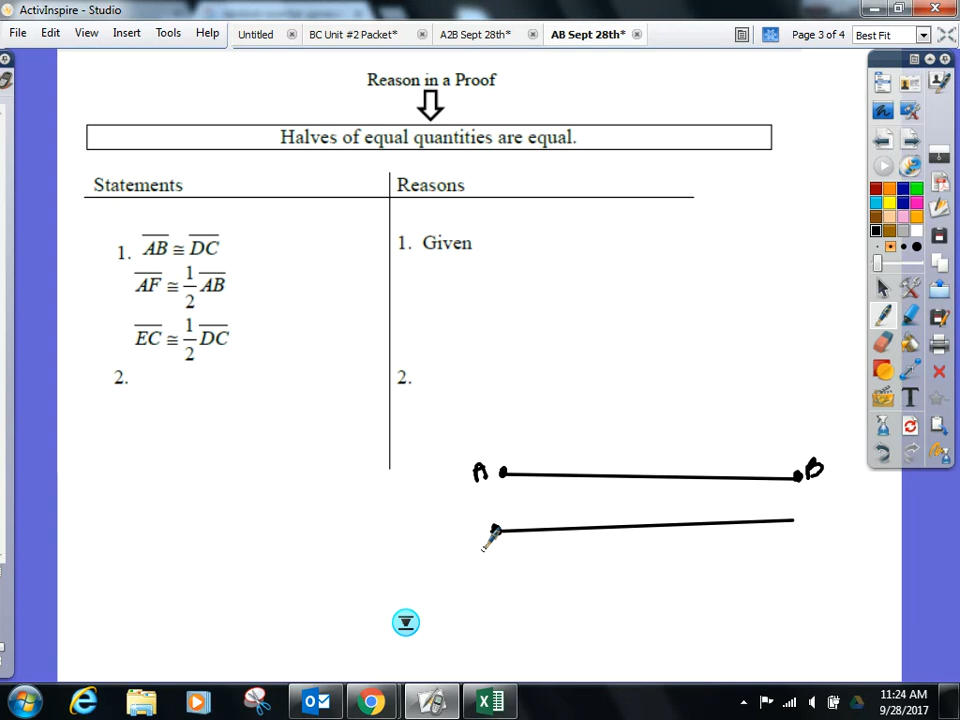 ActivInspire - Studio
File Edit View Insert Tools Help Untitled BC Unit #2 Packet* A2B Sept 28th* AB Sept 28th* Page 3 of 4 Best Fit
Reason in a Proof
Halves of equal quantities are equal.
Statements Reasons
1. AB ≅ DC 1. Given
AF ≅ 1/2 AB
EC ≅ 1/2 DC
2. 2.
A B
11:24 AM
9/28/2017